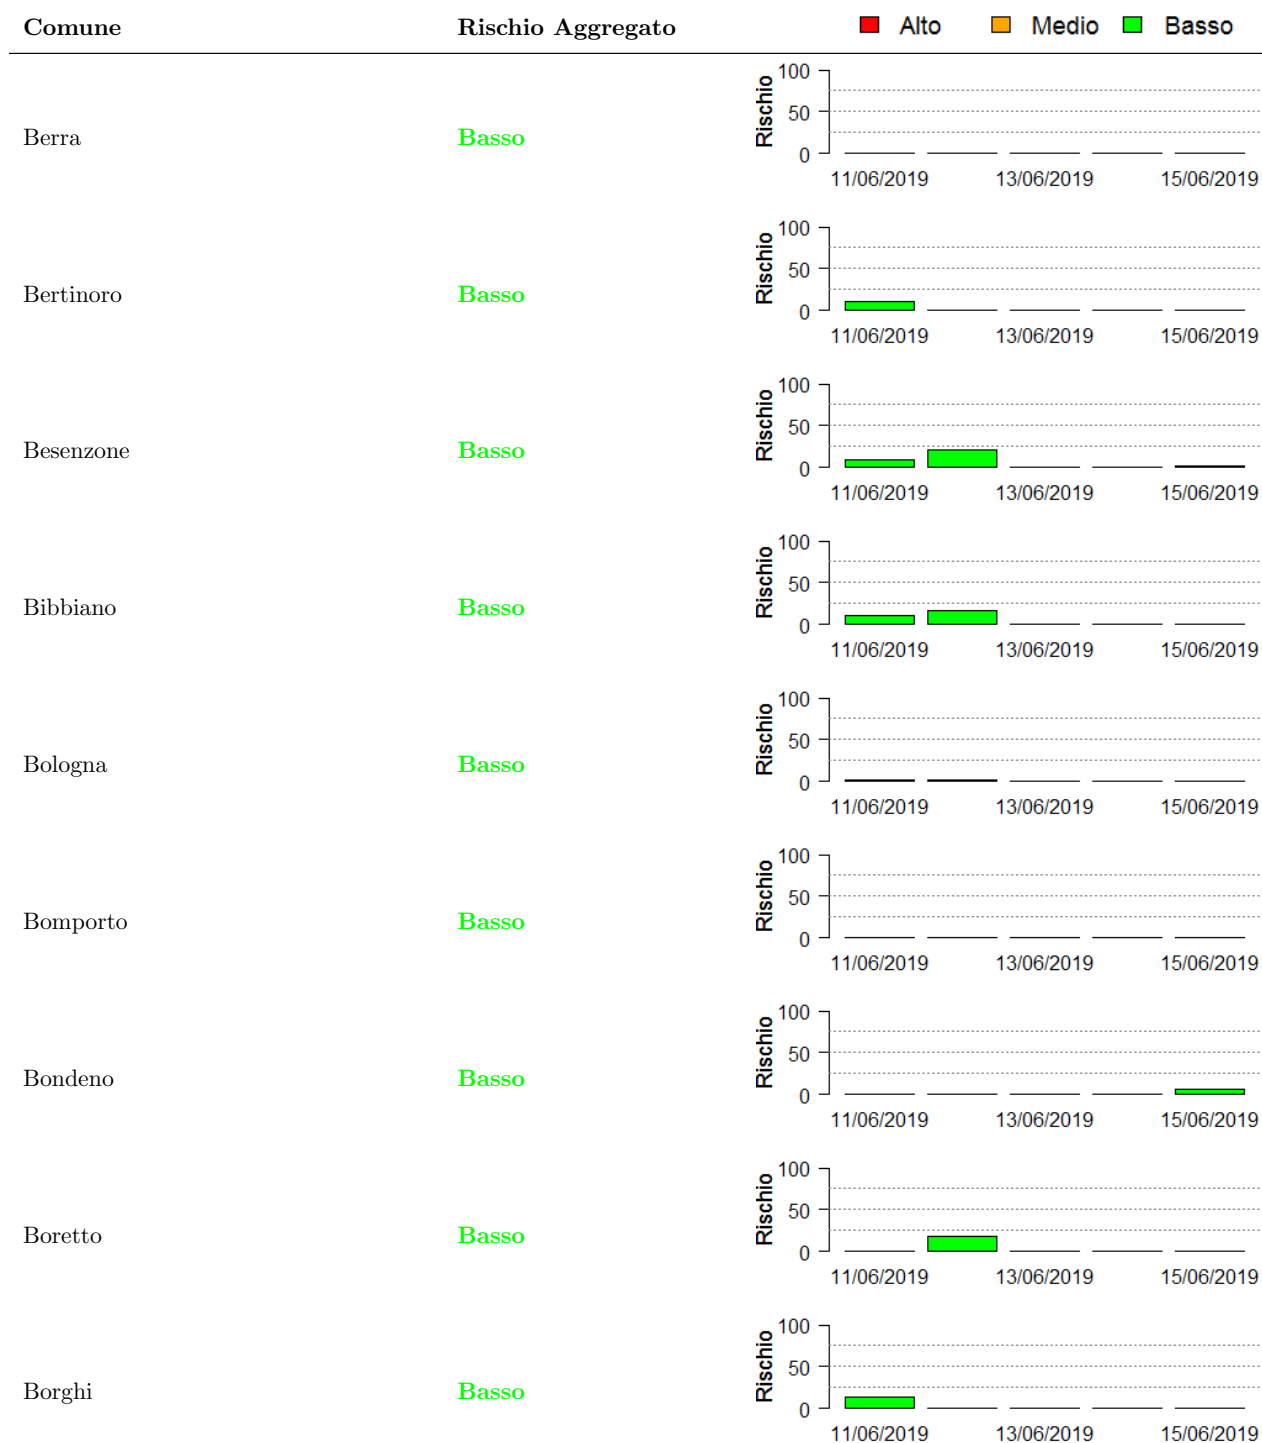 Comune Rischio Aggregato Alto Medio Basso
100
50
0
Rischio
Berra Basso
11/06/2019 13/06/2019 15/06/2019
100
50
0
Rischio
Bertinoro Basso
11/06/2019 13/06/2019 15/06/2019
100
50
0
Rischio
Besenzone Basso
11/06/2019 13/06/2019 15/06/2019
100
50
0
Rischio
Bibbiano Basso
11/06/2019 13/06/2019 15/06/2019
100
50
0
Rischio
Bologna Basso
11/06/2019 13/06/2019 15/06/2019
100
50
0
Rischio
Bomporto Basso
11/06/2019 13/06/2019 15/06/2019
100
50
0
Rischio
Bondeno Basso
11/06/2019 13/06/2019 15/06/2019
100
50
0
Rischio
Boretto Basso
11/06/2019 13/06/2019 15/06/2019
100
50
0
Rischio
Borghi Basso
11/06/2019 13/06/2019 15/06/2019